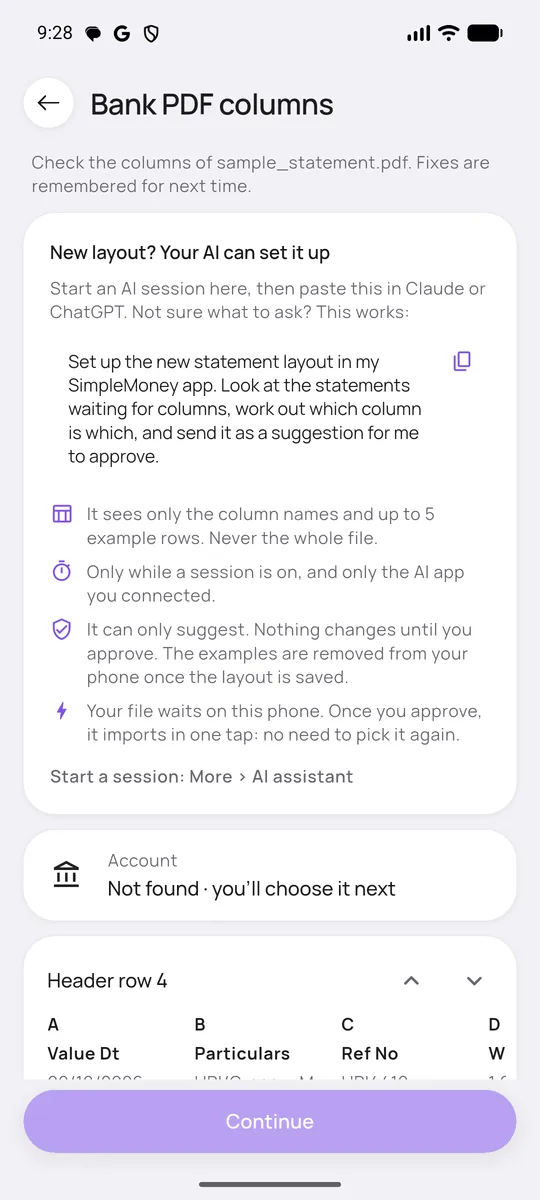 9:28
Bank PDF columns
Check the columns of sample_statement.pdf. Fixes are
remembered for next time.
New layout? Your AI can set it up
Start an AI session here, then paste this in Claude or
ChatGPT. Not sure what to ask? This works:
Set up the new statement layout in my
SimpleMoney app. Look at the statements
waiting for columns, work out which column
is which, and send it as a suggestion for me
to approve.
It sees only the column names and up to 5
example rows. Never the whole file.
Only while a session is on, and only the AI app
you connected.
It can only suggest. Nothing changes until you
approve. The examples are removed from your
phone once the layout is saved.
Your file waits on this phone. Once you approve,
it imports in one tap: no need to pick it again.
Start a session: More > AI assistant
Account
Not found · you'll choose it next
Header row 4
A B C D
Value Dt Particulars Ref No W
Continue